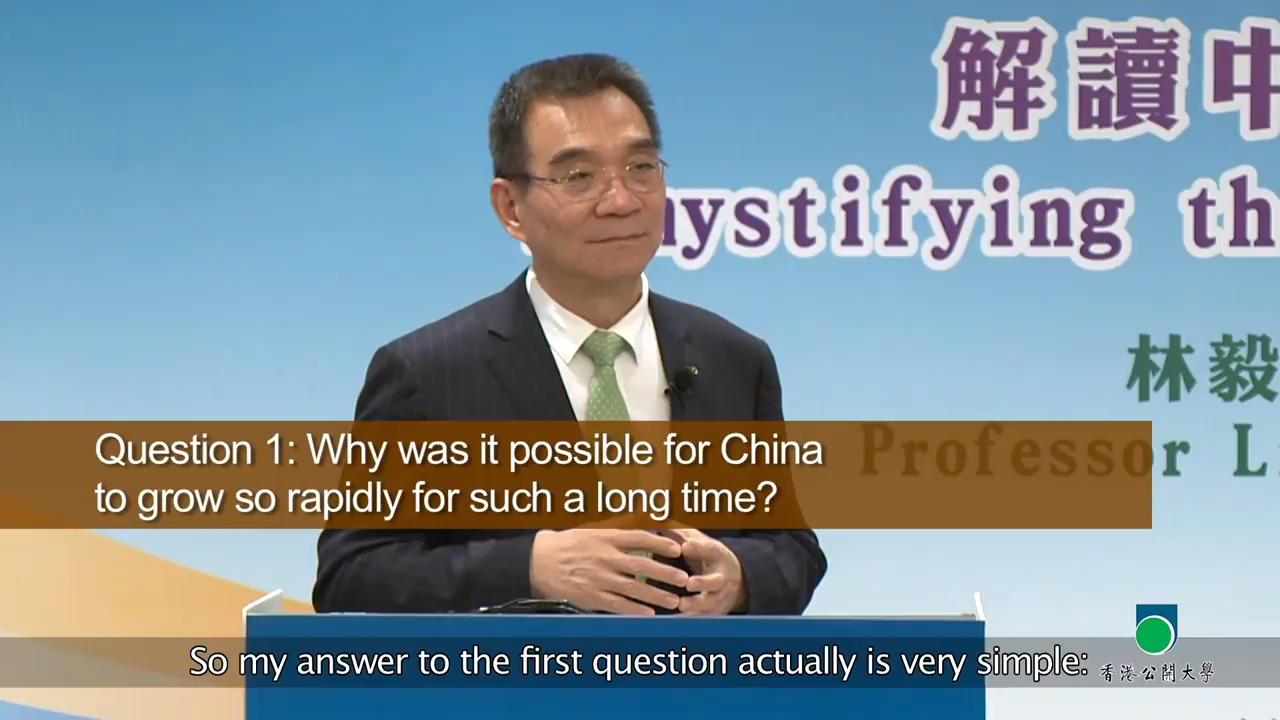 解讀中
mystifying th
林毅
Professor L
Question 1: Why was it possible for China
to grow so rapidly for such a long time?
So my answer to the first question actually is very simple:
香港公開大學